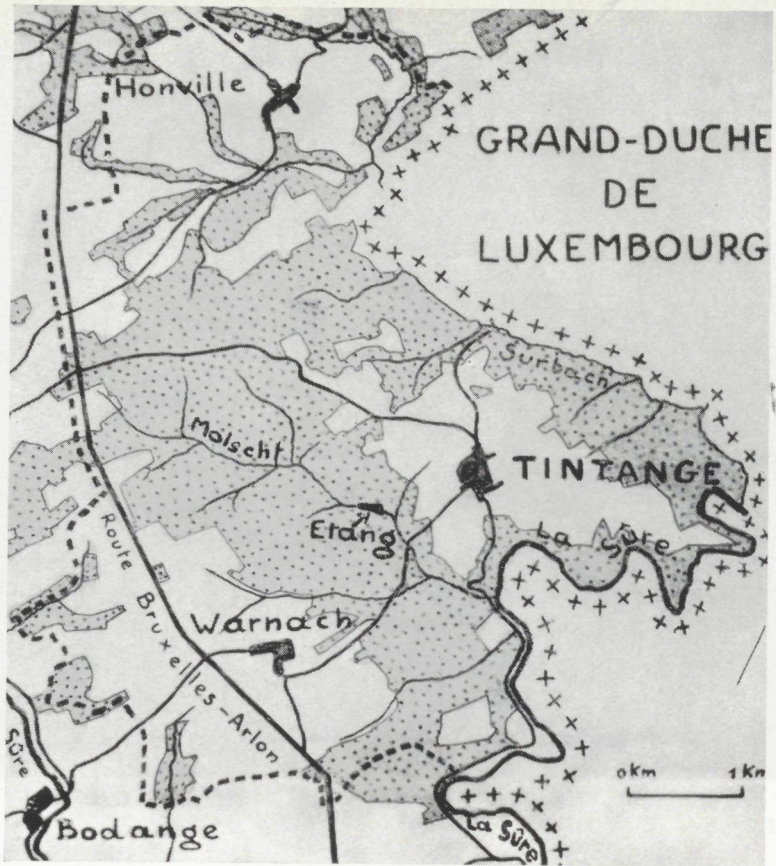 Honville
GRAND-DUCHE
DE
LUXEMBOURG
Surbach
Molscht
TINTANGE
Etang
La Sûre
Route Bruxelles-Arlon
Warnach
Sûre
0km 1Km
Bodange
La Sûre